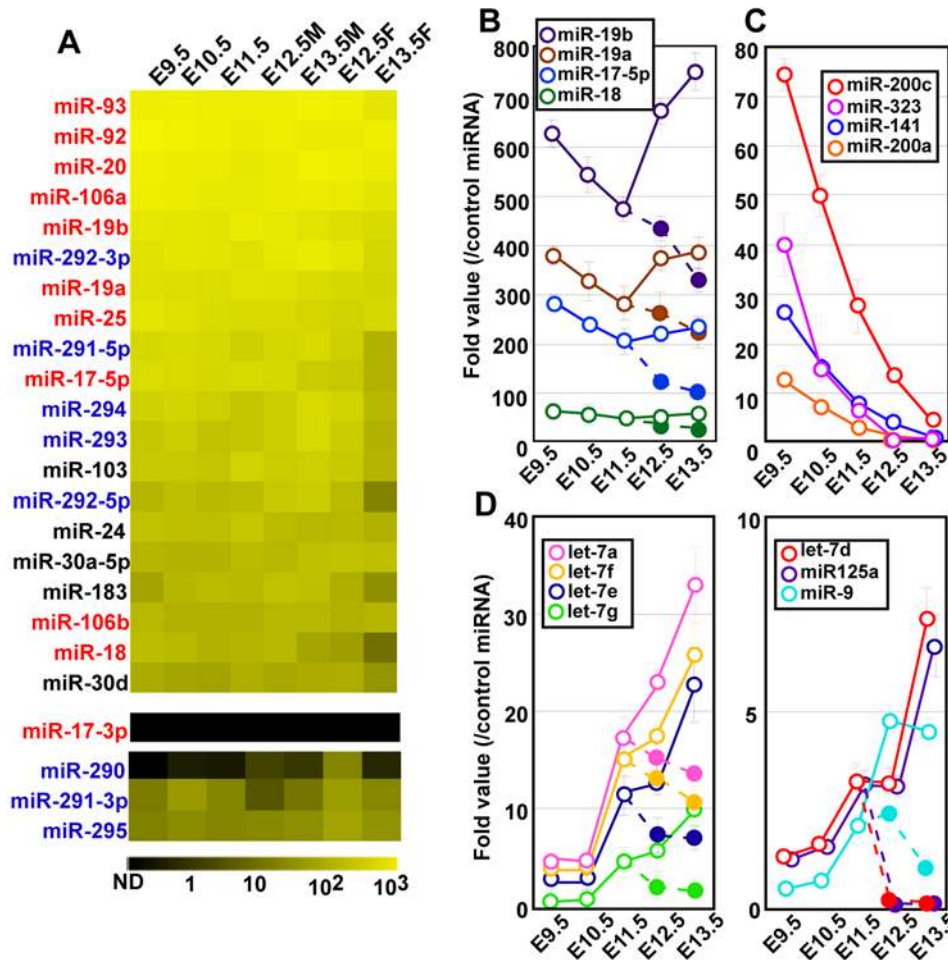 A
E9.5
E10.5
E11.5
E12.5M
E13.5M
E12.5F
E13.5F
miR-93
miR-92
miR-20
miR-106a
miR-19b
miR-292-3p
miR-19a
miR-25
miR-291-5p
miR-17-5p
miR-294
miR-293
miR-103
miR-292-5p
miR-24
miR-30a-5p
miR-183
miR-106b
miR-18
miR-30d
miR-17-3p
miR-290
miR-291-3p
miR-295
ND 1 10 10² 10³
B
Fold value (/control miRNA)
800
700
600
500
400
300
200
100
0
miR-19b
miR-19a
miR-17-5p
miR-18
E9.5
E10.5
E11.5
E12.5
E13.5
C
80
70
60
50
40
30
20
10
0
miR-200c
miR-323
miR-141
miR-200a
E9.5
E10.5
E11.5
E12.5
E13.5
D
Fold value (/control miRNA)
40
30
20
10
0
let-7a
let-7f
let-7e
let-7g
E9.5
E10.5
E11.5
E12.5
E13.5
10
5
0
let-7d
miR125a
miR-9
E9.5
E10.5
E11.5
E12.5
E13.5